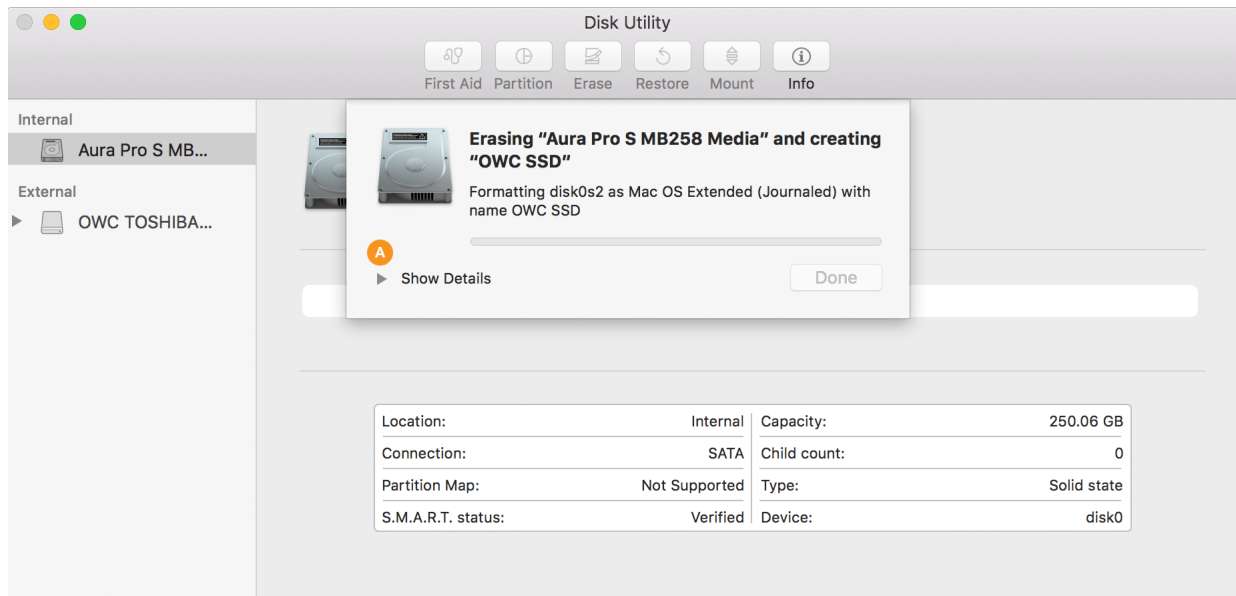 Disk Utility
First Aid Partition Erase Restore Mount Info
Internal
Aura Pro S MB...
External
OWC TOSHIBA...
Erasing “Aura Pro S MB258 Media” and creating
“OWC SSD”
Formatting disk0s2 as Mac OS Extended (Journaled) with
name OWC SSD
A
Show Details
Done
Location: Internal Capacity: 250.06 GB
Connection: SATA Child count: 0
Partition Map: Not Supported Type: Solid state
S.M.A.R.T. status: Verified Device: disk0